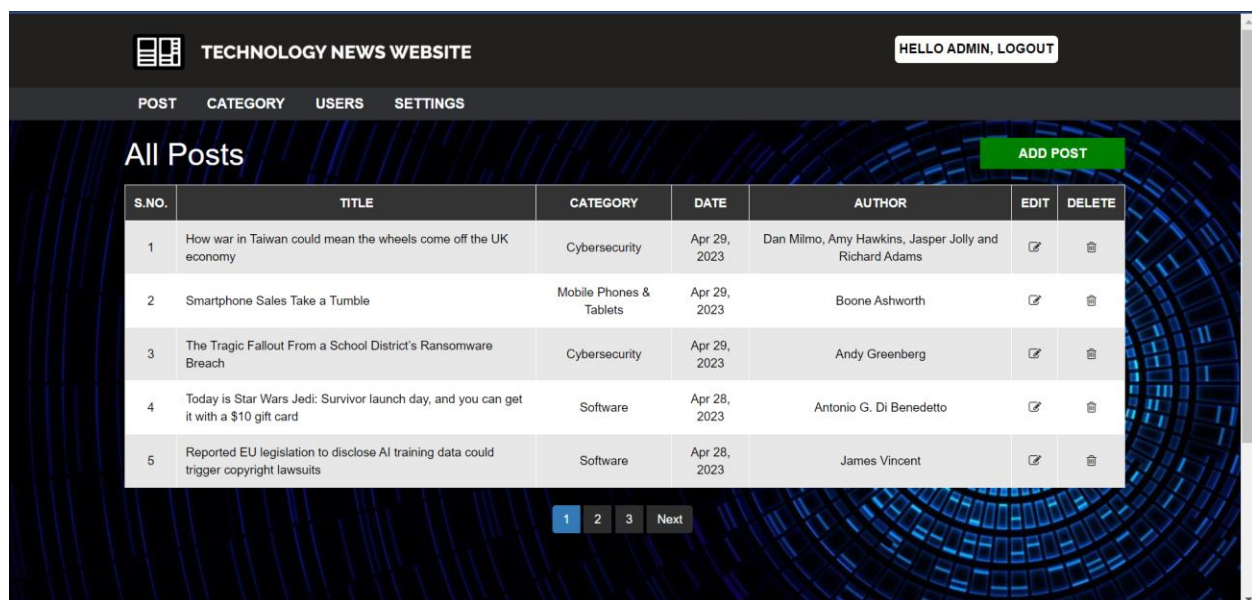 TECHNOLOGY NEWS WEBSITE
HELLO ADMIN, LOGOUT
POST CATEGORY USERS SETTINGS
All Posts
ADD POST
S.NO. TITLE CATEGORY DATE AUTHOR EDIT DELETE
1 How war in Taiwan could mean the wheels come off the UK
economy
Cybersecurity
Apr 29,
2023
Dan Milmo, Amy Hawkins, Jasper Jolly and
Richard Adams
2 Smartphone Sales Take a Tumble
Mobile Phones &
Tablets
Apr 29,
2023
Boone Ashworth
3 The Tragic Fallout From a School District’s Ransomware
Breach
Cybersecurity
Apr 29,
2023
Andy Greenberg
4 Today is Star Wars Jedi: Survivor launch day, and you can get
it with a $10 gift card
Software
Apr 28,
2023
Antonio G. Di Benedetto
5 Reported EU legislation to disclose AI training data could
trigger copyright lawsuits
Software
Apr 28,
2023
James Vincent
1 2 3 Next